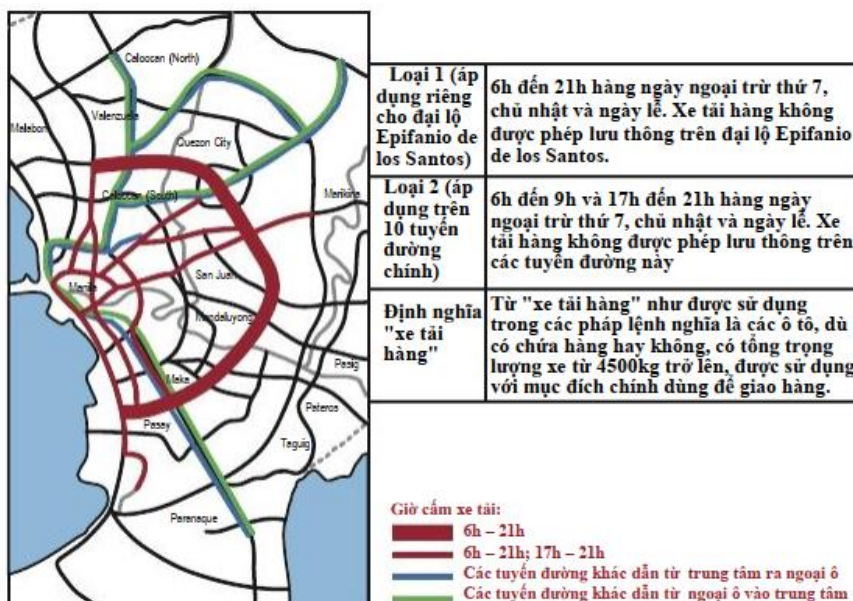 Caloocan (North)
Valenzuela
Malabon
Quezon City
Caloocan (South)
Marikina
San Juan
Manila
Mandaluyong
Pasig
Maka
Pateros
Pasay
Taguig
Paranaque
Loại 1 (áp
dụng riêng
cho đại lộ
Epifanio de
los Santos)
6h đến 21h hàng ngày ngoại trừ thứ 7,
chủ nhật và ngày lễ. Xe tải hàng không
được phép lưu thông trên đại lộ Epifanio
de los Santos.
Loại 2 (áp
dụng trên
10 tuyến
đường
chính)
6h đến 9h và 17h đến 21h hàng ngày
ngoại trừ thứ 7, chủ nhật và ngày lễ. Xe
tải hàng không được phép lưu thông trên
các tuyến đường này
Định nghĩa
"xe tải
hàng"
Từ "xe tải hàng" như được sử dụng
trong các pháp lệnh nghĩa là các ô tô, dù
có chứa hàng hay không, có tổng trọng
lượng xe từ 4500kg trở lên, được sử dụng
với mục đích chính dùng để giao hàng.
Giờ cấm xe tải:
6h – 21h
6h – 21h; 17h – 21h
Các tuyến đường khác dẫn từ trung tâm ra ngoại ô
Các tuyến đường khác dẫn từ ngoại ô vào trung tâm